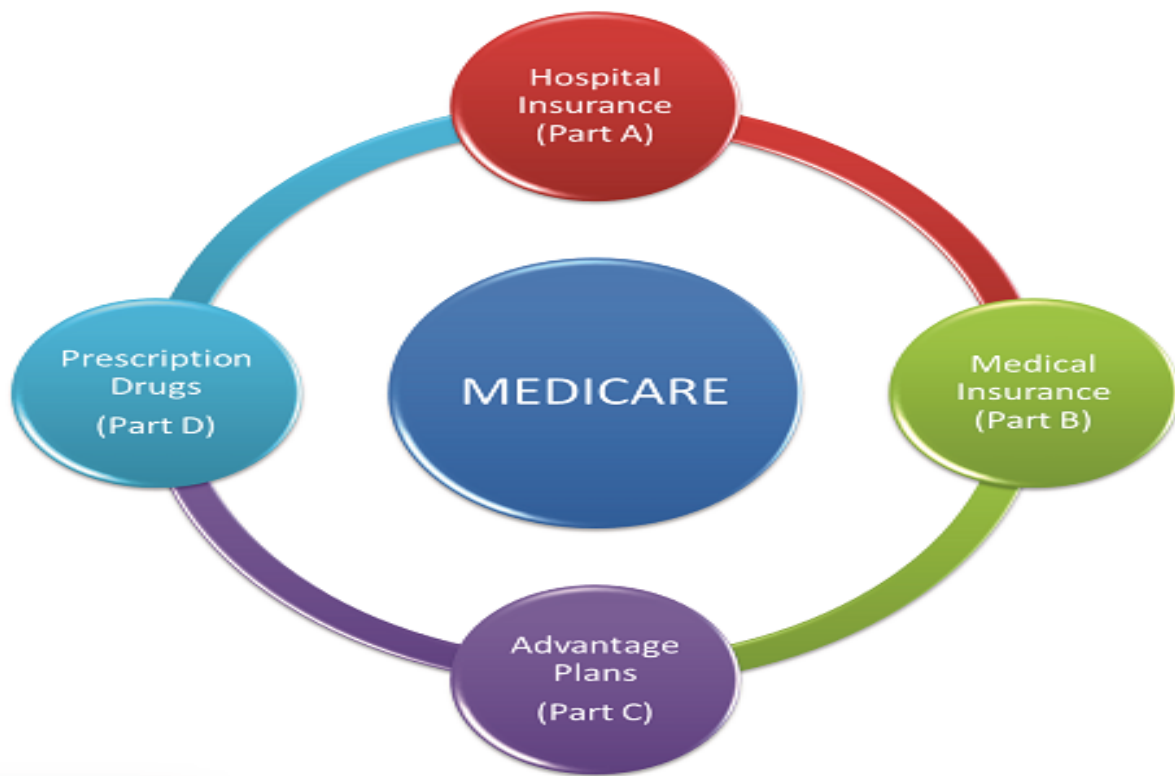 Hospital
Insurance
(Part A)
Prescription
Drugs
(Part D)
MEDICARE
Medical
Insurance
(Part B)
Advantage
Plans
(Part C)